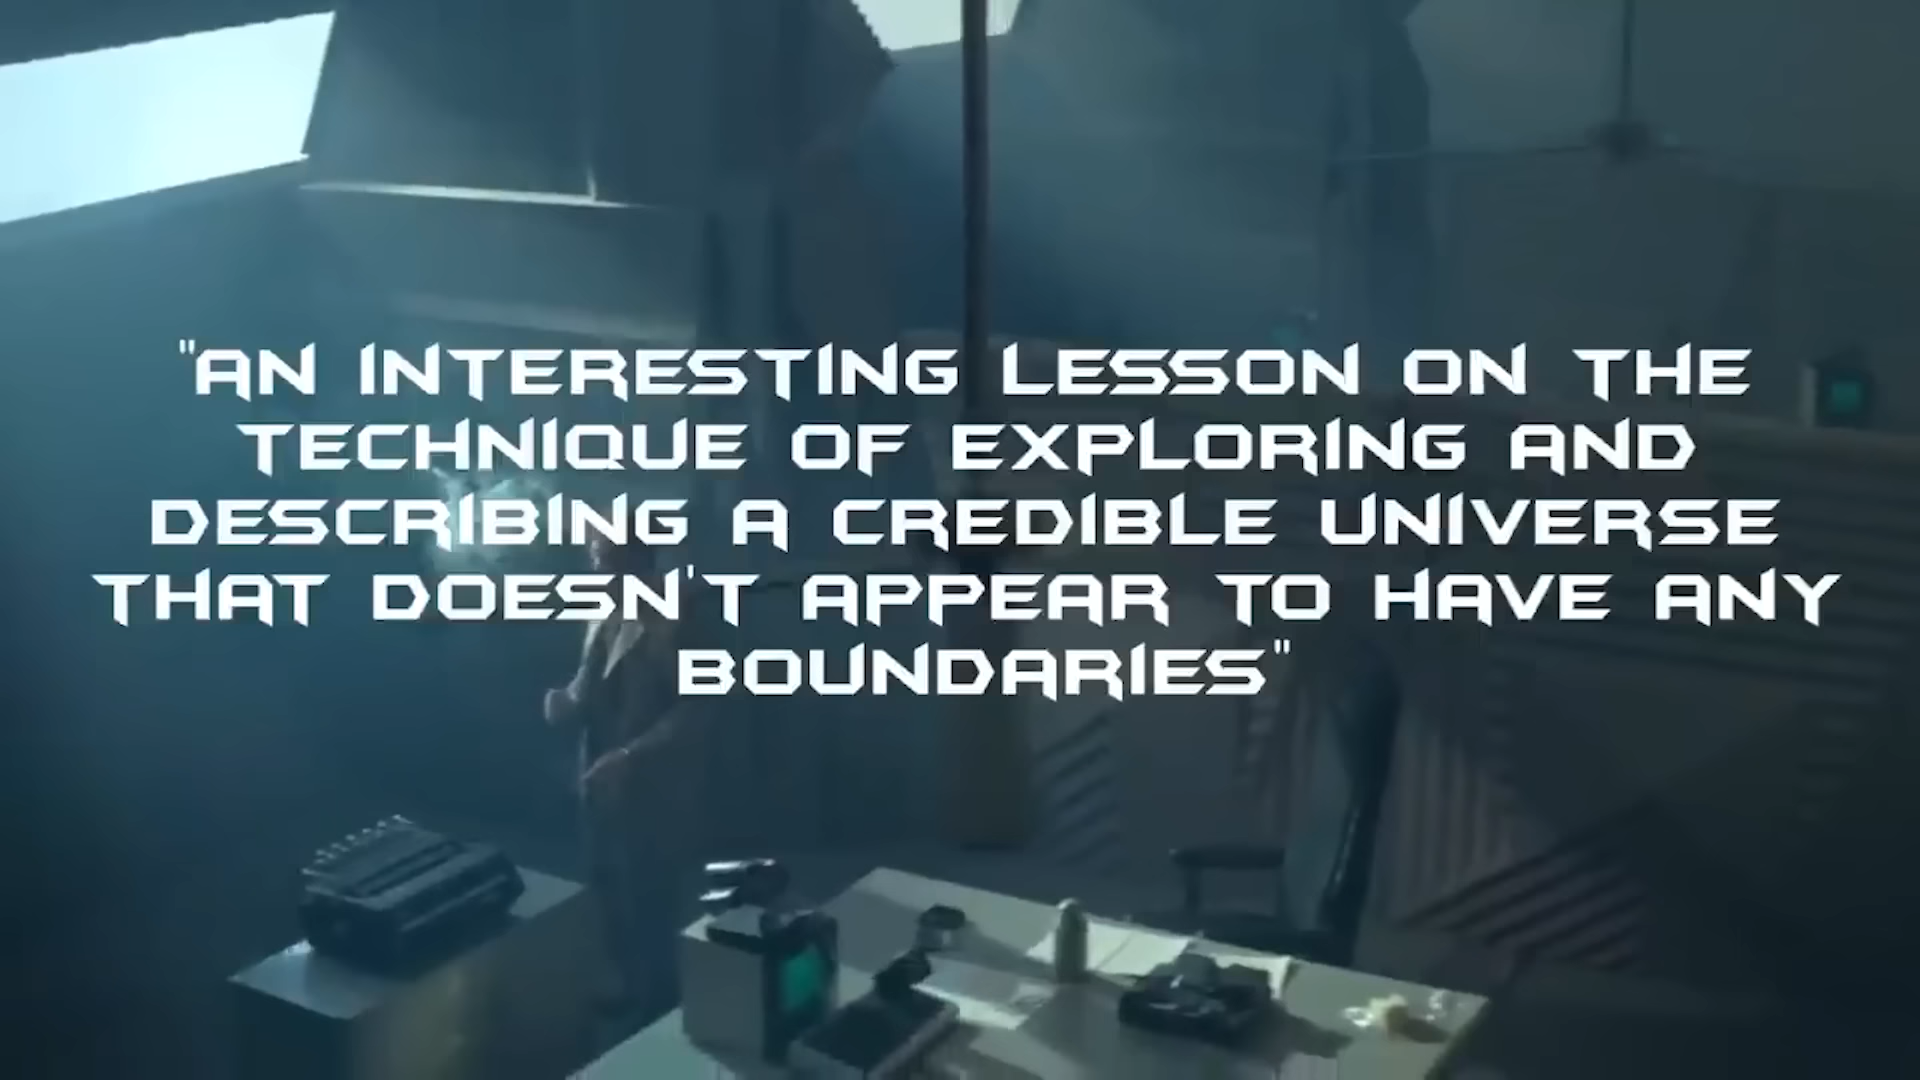 "AN INTERESTING LESSON ON THE
TECHNIQUE OF EXPLORING AND
DESCRIBING A CREDIBLE UNIVERSE
THAT DOESN'T APPEAR TO HAVE ANY
BOUNDARIES"